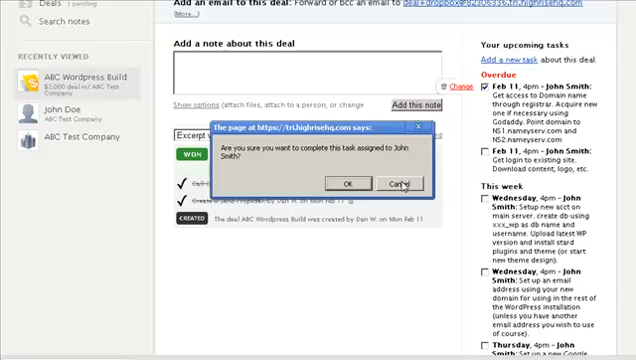 Deals 1 pending
Search notes
RECENTLY VIEWED
ABC Wordpress Build
$2,000 deal w/ ABC Test
Company
John Doe
ABC Test Company
ABC Test Company
Add an email to this deal: Forward or bcc an email to deal+dropbox@82306336.tri.highrisehq.com
(More...)
Add a note about this deal
Change
Show options (attach files, attach to a person, or change
Add this note
Excerpt v
The page at https://tri.highrisehq.com says:
Are you sure you want to complete this task assigned to John
Smith?
OK
Cancel
WON
Call C
Create & Send Proposal by Dan W. on Mon Feb 11
CREATED
The deal ABC Wordpress Build was created by Dan W. on Mon Feb 11
Your upcoming tasks
Add a new task about this deal.
Overdue
Feb 11, 4pm - John
Smith: Review
Get access to Domain name
through registrar. Acquire new
one if necessary using
Godaddy. Point domain to
NS1.nameyserv.com and
NS2.nameyserv.com
Feb 11, 4pm - John
Smith:
Get login to existing site.
Download content, logo, etc.
This week
Wednesday, 4pm - John
Smith: Setup new acct on
main server. create db using
xxx_wp as db name and
username. Upload latest WP
version and install stard
plugins and theme (or start
new theme design)
Wednesday, 4pm - John
Smith: Set up an email
address using your new
domain for using in the rest of
the WordPress installation
(unless you have another
email address you wish to use
of course).
Thursday, 4pm - John
Smith: Set up a new Google